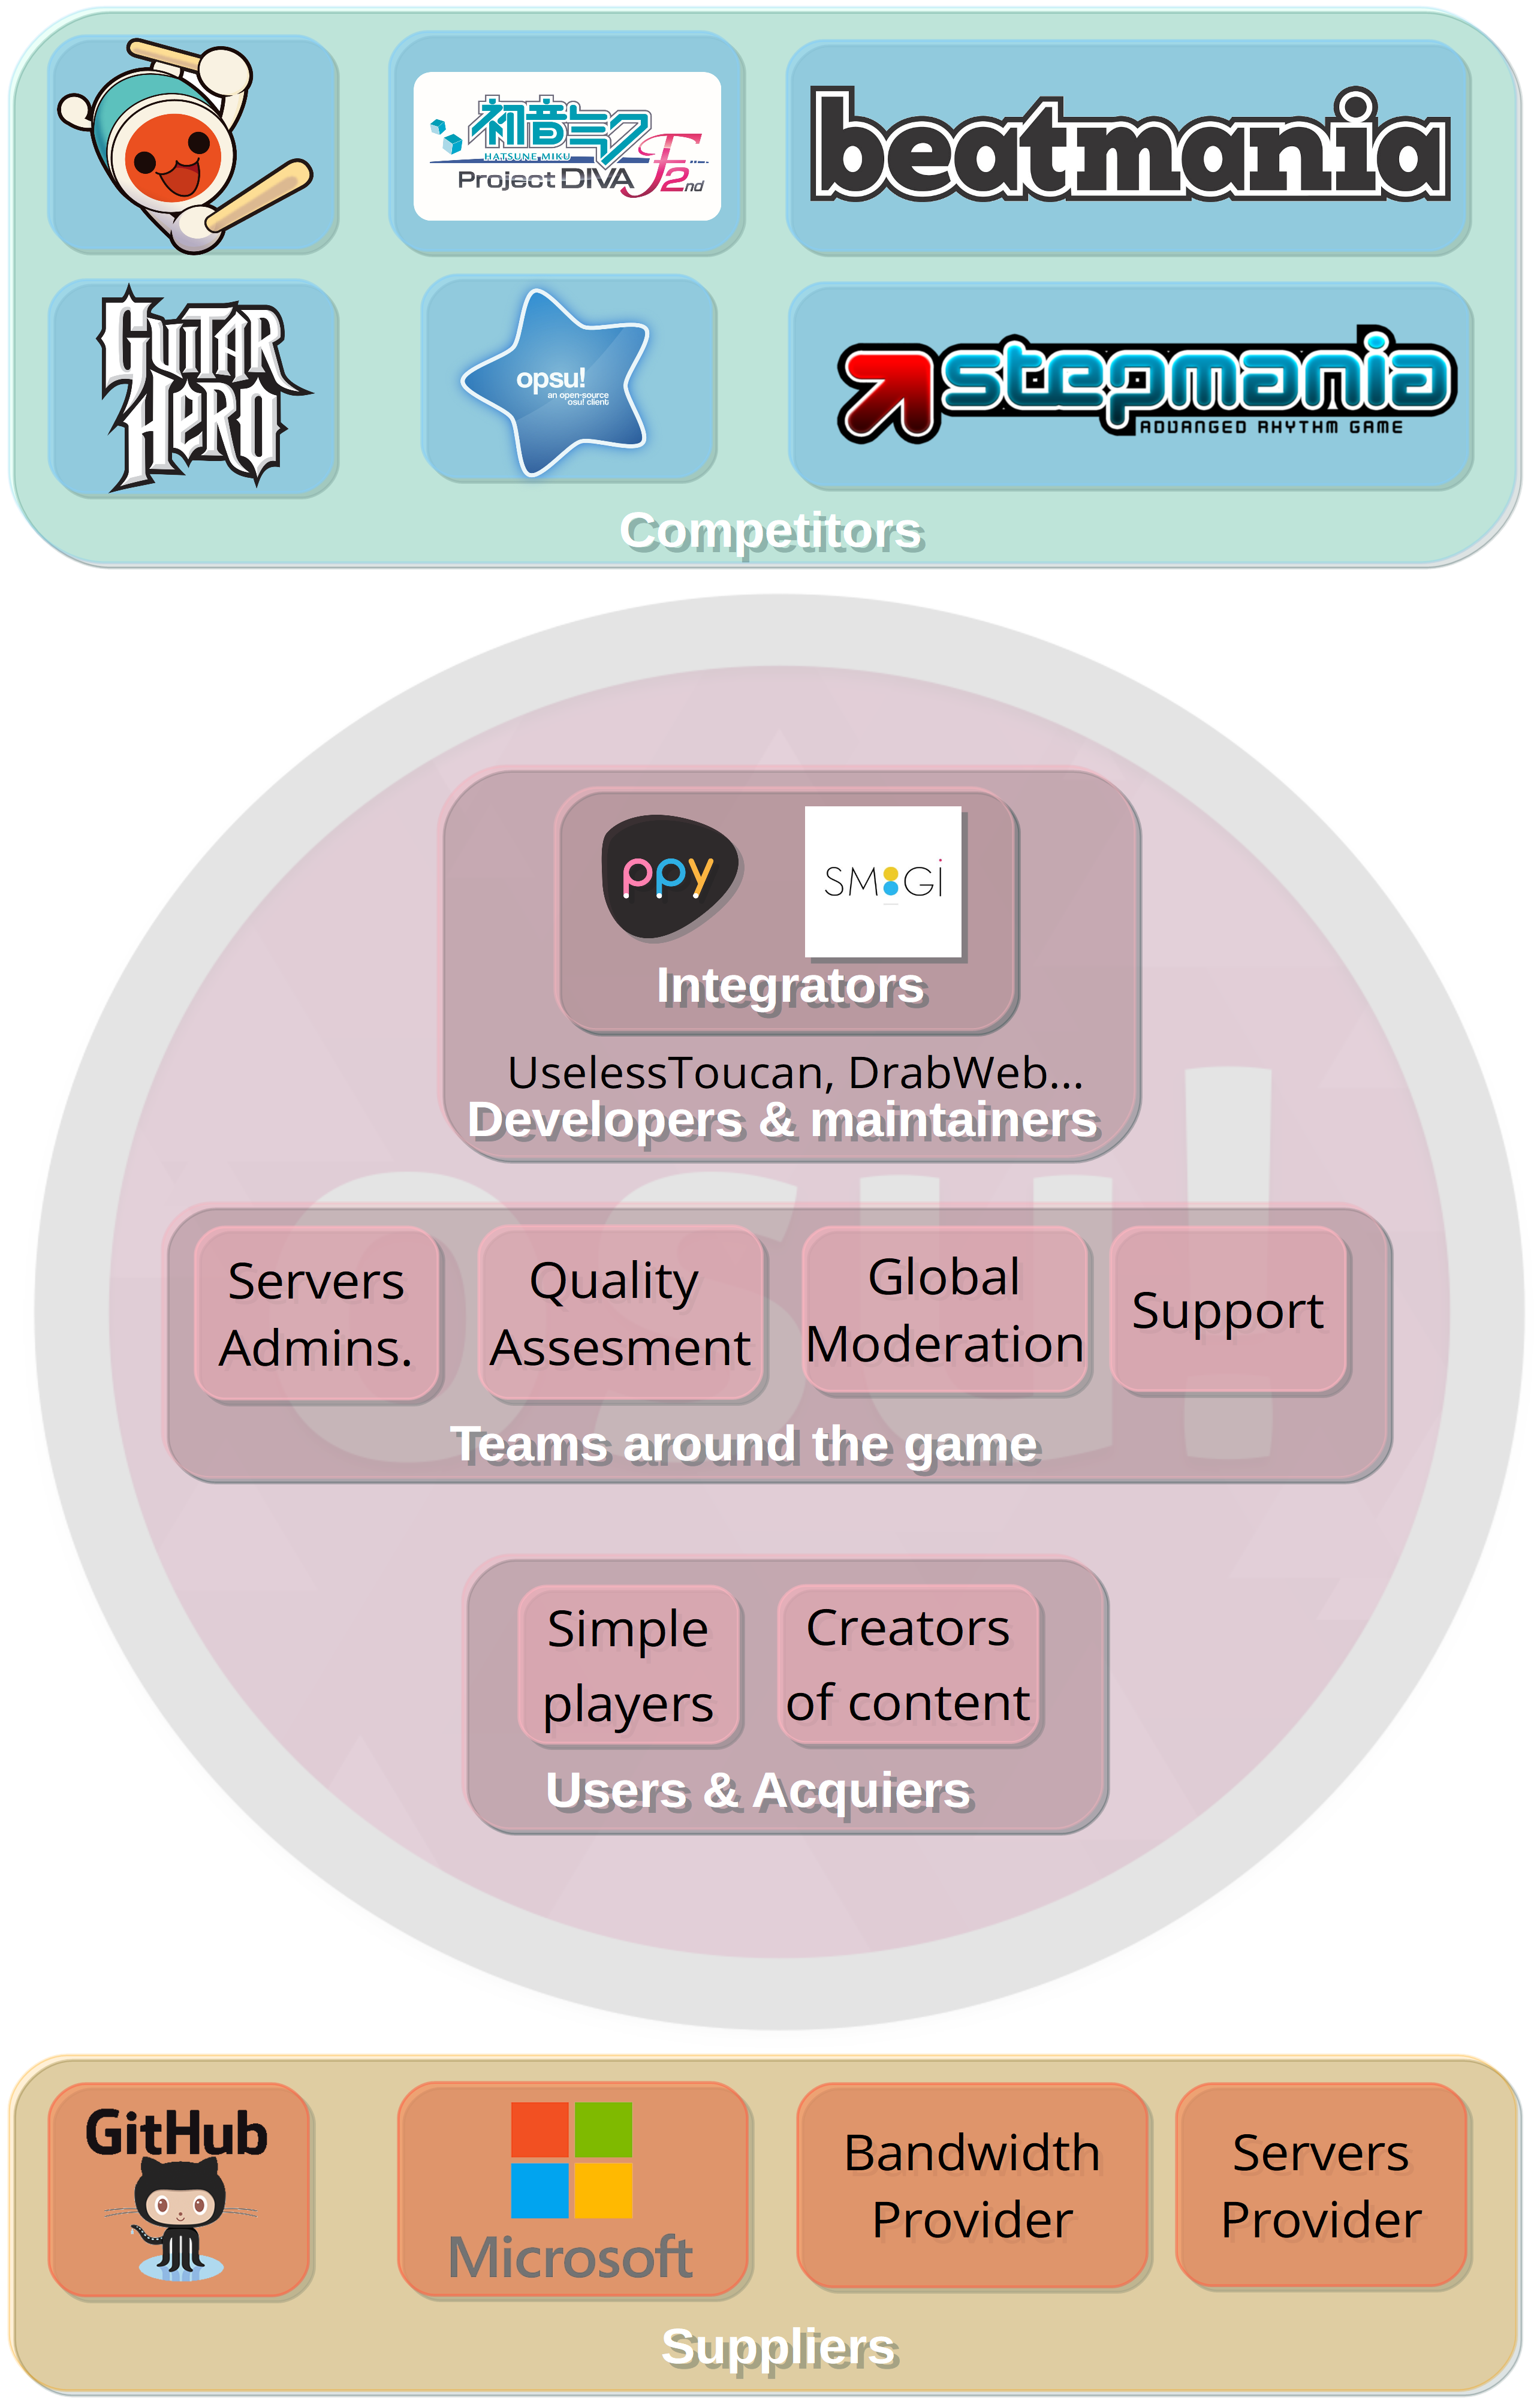 初音ミク
HATSUNE MIKU
Project DIVA F 2nd
beatmania
GUITAR
HERO
opsu!
an open-source
osu! client
stepmania
ADVANCED RHYTHM GAME
Competitors
ppy
SMOGI
Integrators
UselessToucan, DrabWeb...
Developers & maintainers
osu!
Servers
Admins.
Quality
Assesment
Global
Moderation
Support
Teams around the game
Simple
players
Creators
of content
Users & Acquiers
GitHub
Microsoft
Bandwidth
Provider
Servers
Provider
Suppliers